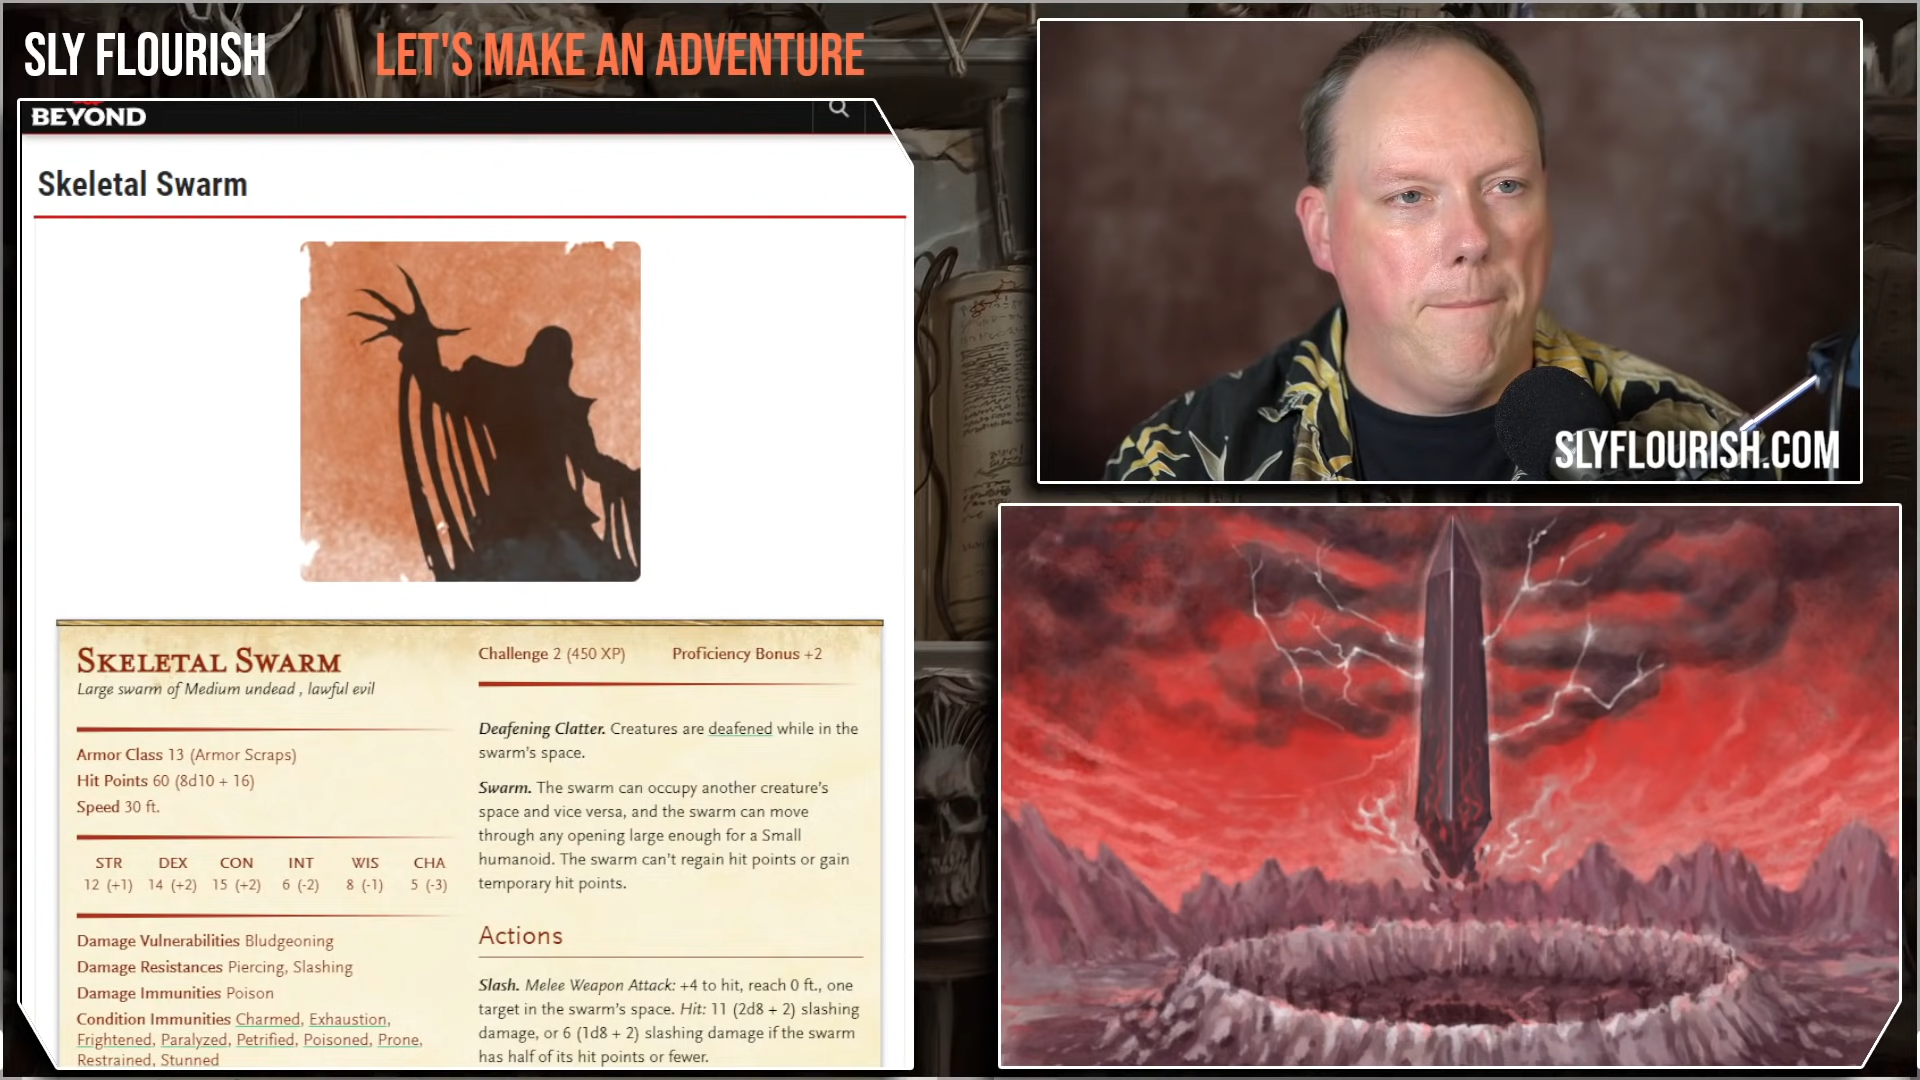 SLY FLOURISH
LET'S MAKE AN ADVENTURE
BEYOND
Skeletal Swarm
SKELETAL SWARM
Large swarm of Medium undead , lawful evil
Armor Class 13 (Armor Scraps)
Hit Points 60 (8d10 + 16)
Speed 30 ft.
STR DEX CON INT WIS CHA
12 (+1) 14 (+2) 15 (+2) 6 (-2) 8 (-1) 5 (-3)
Damage Vulnerabilities Bludgeoning
Damage Resistances Piercing, Slashing
Damage Immunities Poison
Condition Immunities Charmed, Exhaustion,
Frightened, Paralyzed, Petrified, Poisoned, Prone,
Restrained, Stunned
Challenge 2 (450 XP) Proficiency Bonus +2
Deafening Clatter. Creatures are deafened while in the
swarm's space.
Swarm. The swarm can occupy another creature's
space and vice versa, and the swarm can move
through any opening large enough for a Small
humanoid. The swarm can't regain hit points or gain
temporary hit points.
Actions
Slash. Melee Weapon Attack: +4 to hit, reach 0 ft., one
target in the swarm's space. Hit: 11 (2d8 + 2) slashing
damage, or 6 (1d8 + 2) slashing damage if the swarm
has half of its hit points or fewer.
SLYFLOURISH.COM